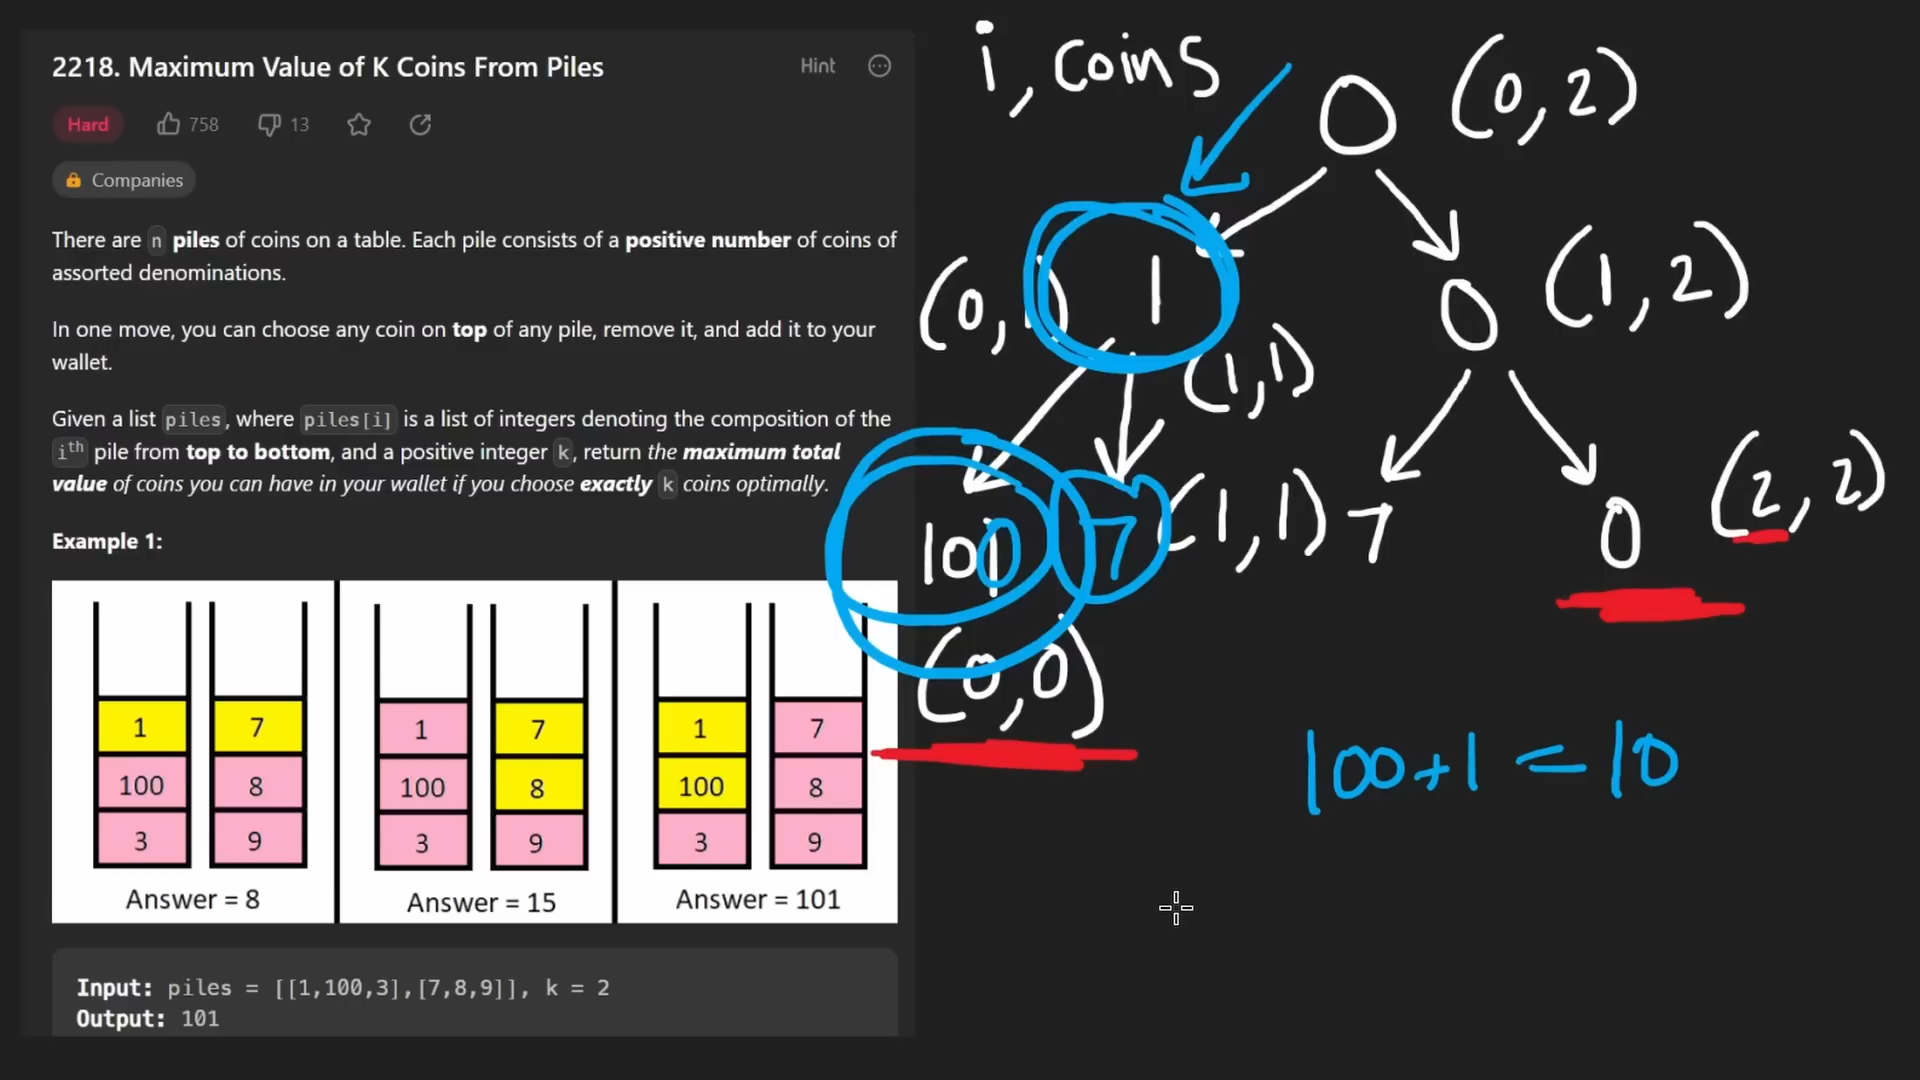 2218. Maximum Value of K Coins From Piles
Hint
Hard
758
13
Companies
There are n piles of coins on a table. Each pile consists of a positive number of coins of
assorted denominations.
In one move, you can choose any coin on top of any pile, remove it, and add it to your
wallet.
Given a list piles, where piles[i] is a list of integers denoting the composition of the
ith pile from top to bottom, and a positive integer k, return the maximum total
value of coins you can have in your wallet if you choose exactly k coins optimally.
Example 1:
1 7
100 8
3 9
Answer = 8
1 7
100 8
3 9
Answer = 15
1 7
100 8
3 9
Answer = 101
Input: piles = [[1,100,3],[7,8,9]], k = 2
Output: 101
i, coins
0 (0,2)
(0, ) 1
0 (1,2)
(1,1)
7 (1,1)
7
0 (2,2)
(0,0)
100+1 = 10